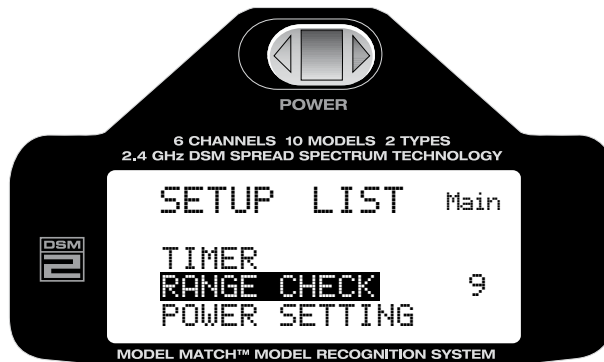 POWER
6 CHANNELS 10 MODELS 2 TYPES
2.4 GHz DSM SPREAD SPECTRUM TECHNOLOGY
SETUP LIST Main
DSM
2
TIMER
RANGE CHECK 9
POWER SETTING
MODEL MATCH™ MODEL RECOGNITION SYSTEM